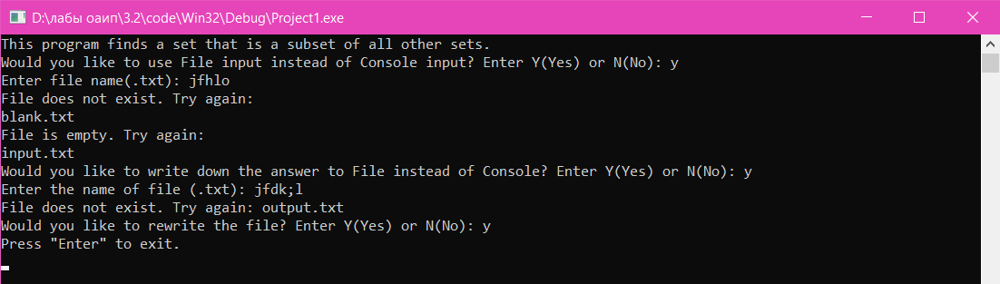 D:\лабы оаип\3.2\code\Win32\Debug\Project1.exe
This program finds a set that is a subset of all other sets.
Would you like to use File input instead of Console input? Enter Y(Yes) or N(No): y
Enter file name(.txt): jfhlo
File does not exist. Try again:
blank.txt
File is empty. Try again:
input.txt
Would you like to write down the answer to File instead of Console? Enter Y(Yes) or N(No): y
Enter the name of file (.txt): jfdk;l
File does not exist. Try again: output.txt
Would you like to rewrite the file? Enter Y(Yes) or N(No): y
Press "Enter" to exit.